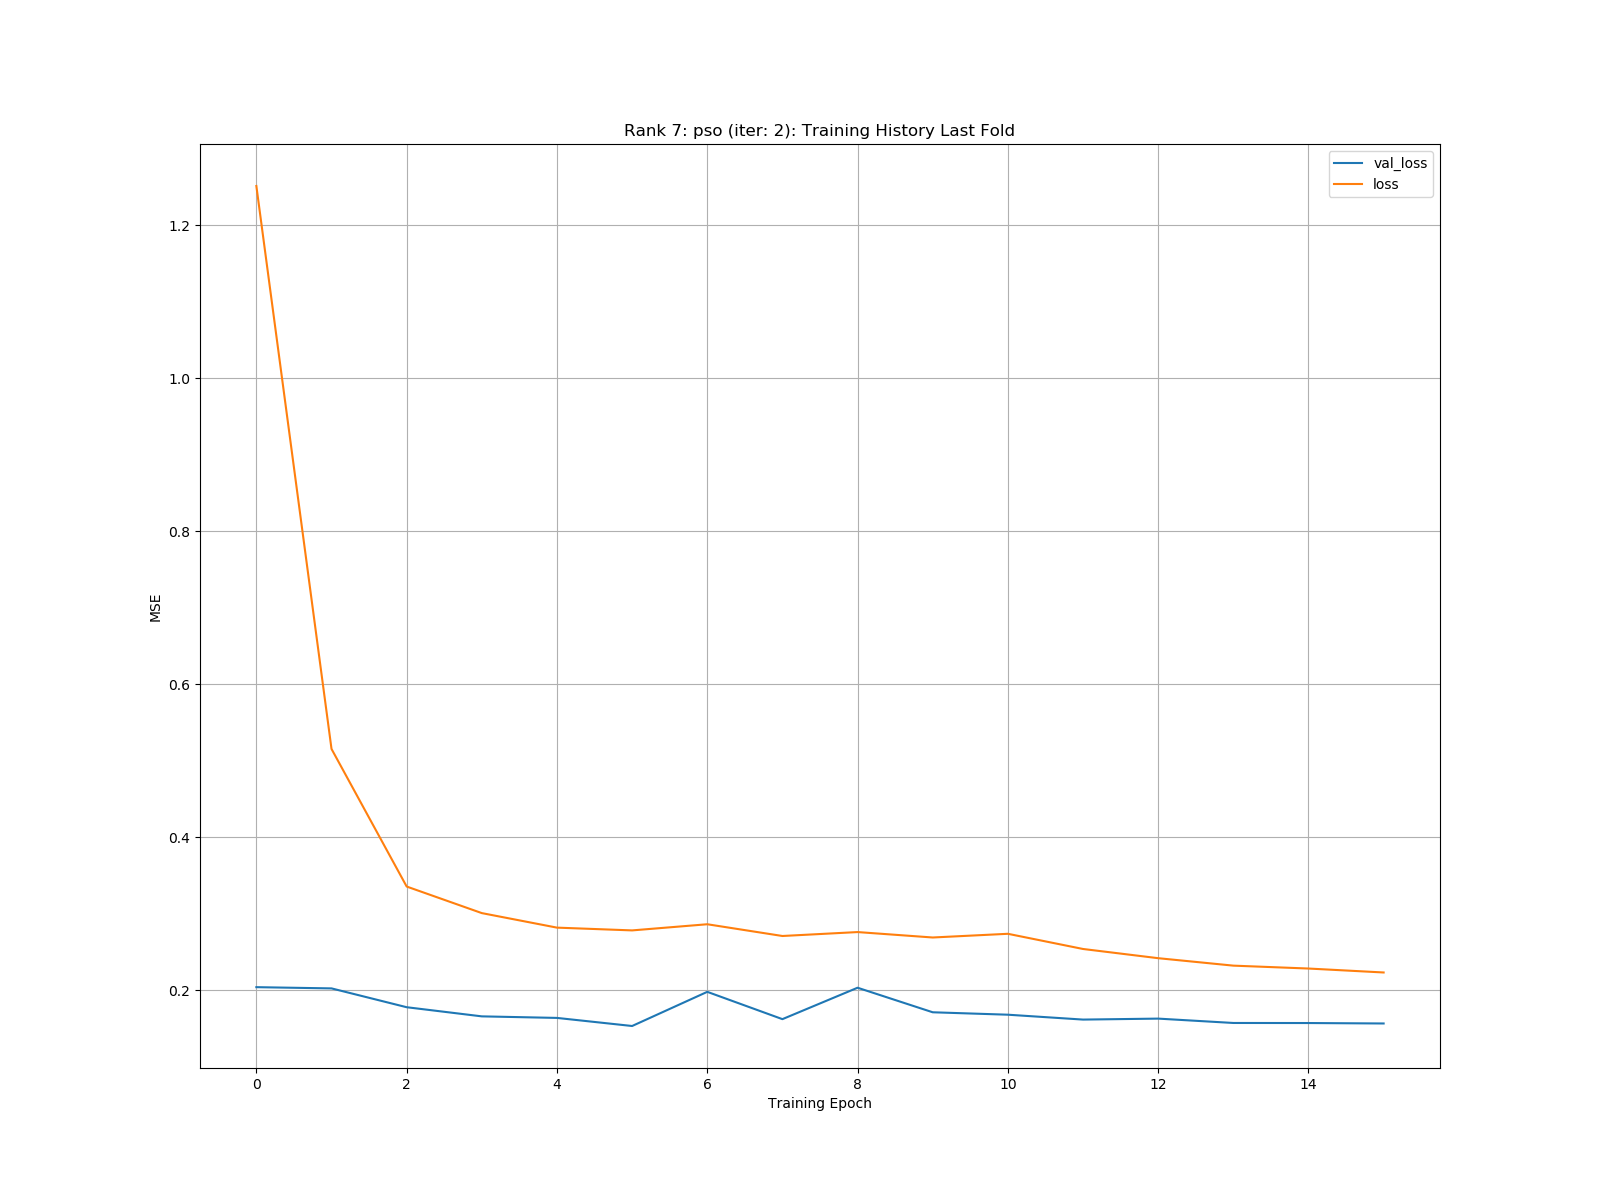 Rank 7: pso (iter: 2): Training History Last Fold
val_loss
loss
1.2
1.0
0.8
0.6
0.4
0.2
MSE
0 2 4 6 8 10 12 14
Training Epoch